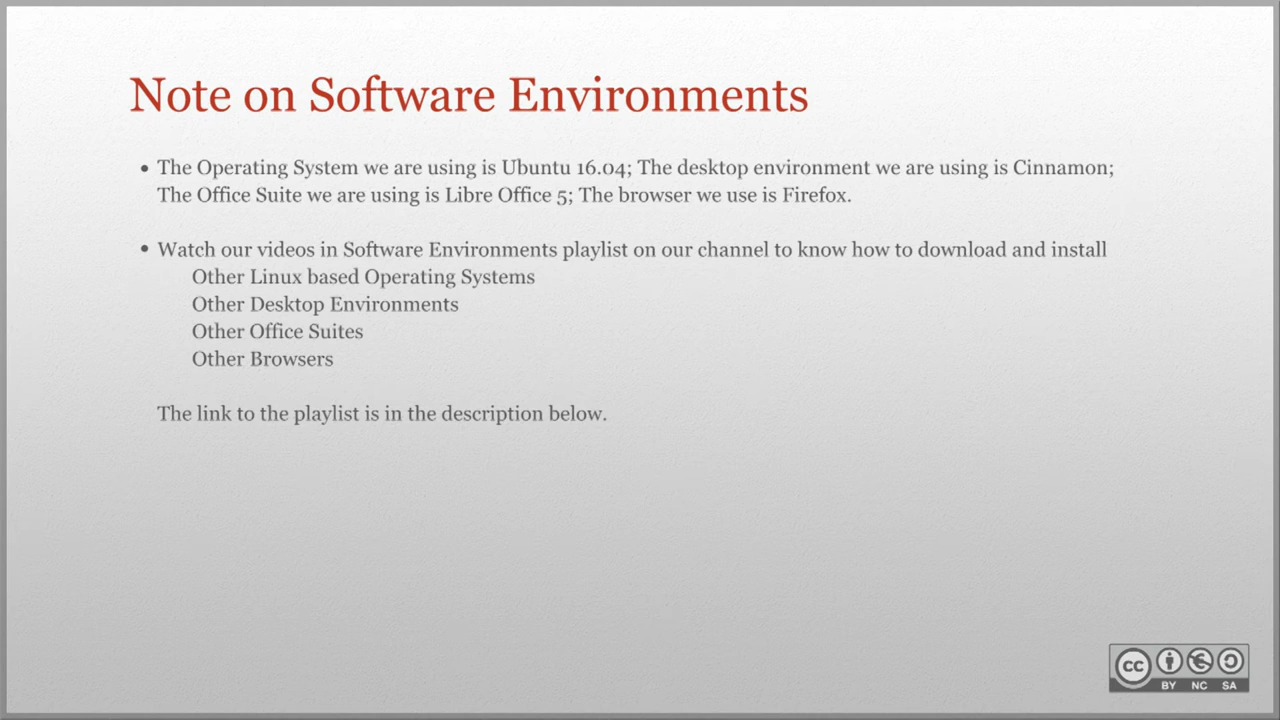 Note on Software Environments
• The Operating System we are using is Ubuntu 16.04; The desktop environment we are using is Cinnamon;
The Office Suite we are using is Libre Office 5; The browser we use is Firefox.
• Watch our videos in Software Environments playlist on our channel to know how to download and install
Other Linux based Operating Systems
Other Desktop Environments
Other Office Suites
Other Browsers
The link to the playlist is in the description below.
cc
BY NC SA